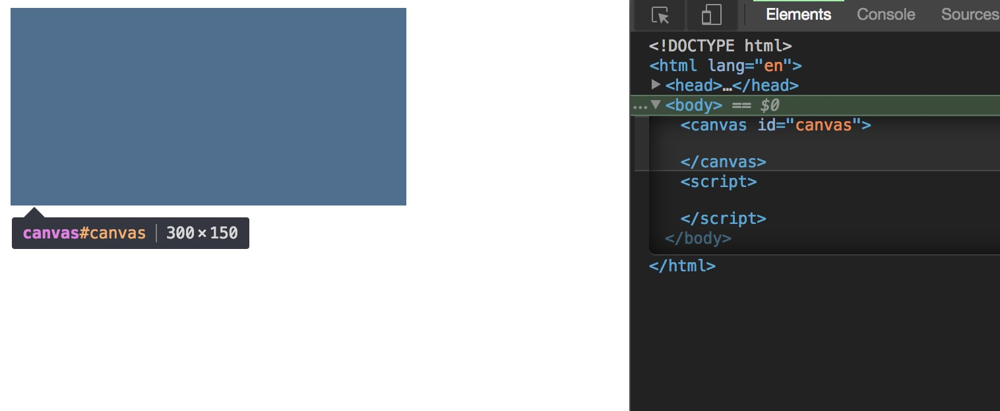 canvas#canvas 300 × 150
Elements Console Sources
<!DOCTYPE html>
<html lang="en">
▶ <head>…</head>
… ▼ <body> == $0
<canvas id="canvas">
</canvas>
<script>
</script>
</body>
</html>